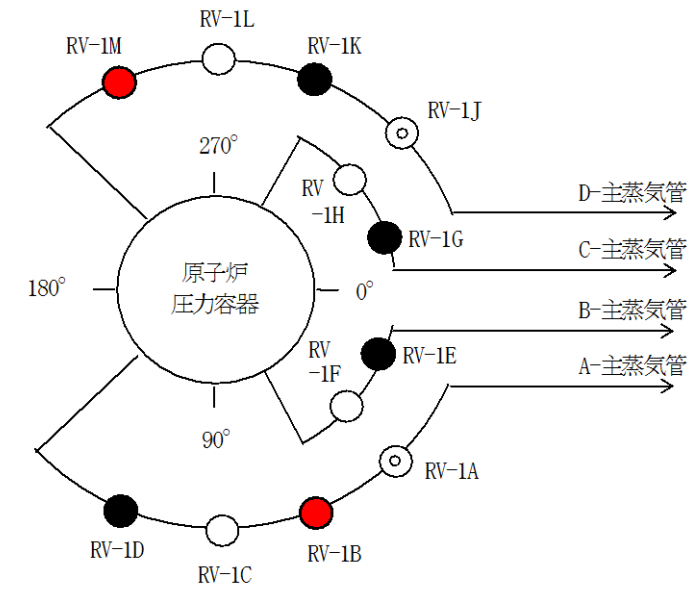 RV-1L
RV-1M
RV-1K
RV-1J
270°
RV
-1H
D-主蒸気管
RV-1G
C-主蒸気管
原子炉
圧力容器
180°
0°
B-主蒸気管
RV
-1F
RV-1E
A-主蒸気管
90°
RV-1A
RV-1D
RV-1B
RV-1C